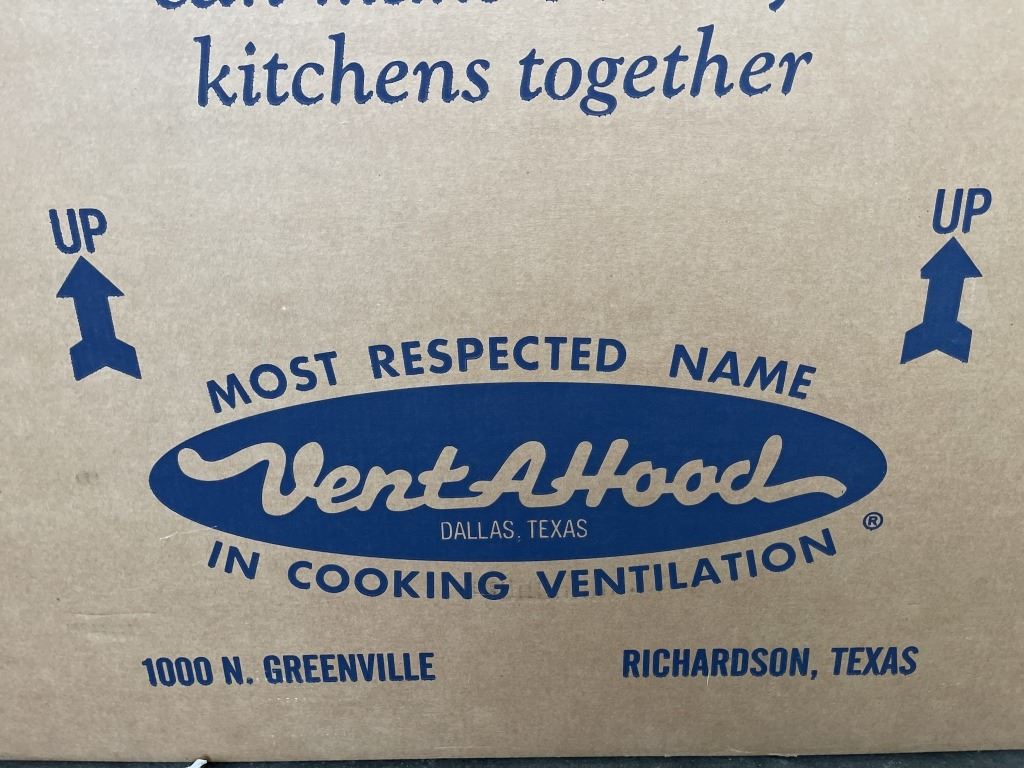 kitchens together
UP
UP
MOST RESPECTED NAME
VentAHood
DALLAS, TEXAS
®
IN COOKING VENTILATION
1000 N. GREENVILLE
RICHARDSON, TEXAS